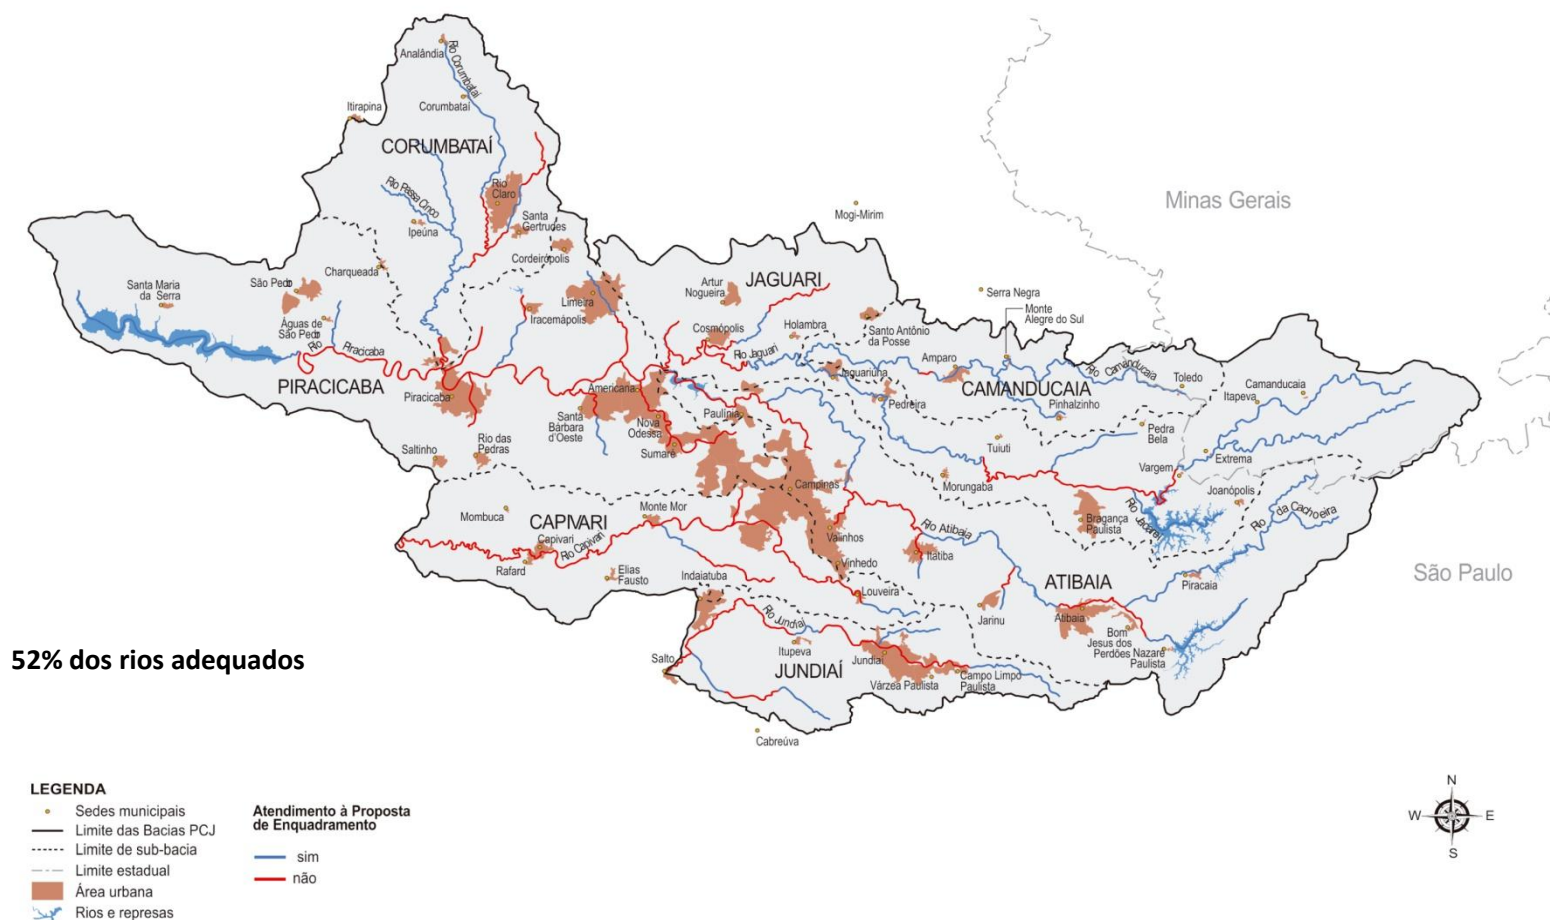 Analândia
Rio Corumbataí
Corumbataí
Itirapina
CORUMBATAÍ
Rio Passa Cinco
Ipeúna
Rio
Claro
Santa
Gertrudes
Cordeirópolis
Charqueada
Santa Maria
da Serra
São Pedro
Águas de
São Pedro
Rio
Piracicaba
PIRACICABA
Piracicaba
Limeira
Iracemápolis
Saltinho
Rio das
Pedras
Santa
Bárbara
d'Oeste
Americana
Nova
Odessa
Sumaré
Paulínia
Mogi-Mirim
JAGUARI
Artur
Nogueira
Cosmópolis
Holambra
Rio Jaguari
Santo Antônio
da Posse
Jaguariuna
Pedreira
Amparo
Serra Negra
Monte
Alegre do Sul
CAMANDUCAIA
Rio Camanducaia
Pinhalzinho
Toledo
Pedra
Bela
Tuiuti
Morungaba
Vargem
Camanducaia
Itapeva
Extrema
Joanópolis
Rio Jacareí
Rio da Cachoeira
Bragança
Paulista
Minas Gerais
São Paulo
Campinas
Valinhos
Vinhedo
Louveira
Rio Atibaia
Itatiba
Jarinu
ATIBAIA
Atibaia
Bom
Jesus dos
Perdões
Nazaré
Paulista
Piracaia
Mombuca
CAPIVARI
Monte Mor
Capivari
Rio Capivari
Rafard
Elias
Fausto
Indaiatuba
Rio Jundiaí
Itupeva
JUNDIAÍ
Jundiaí
Várzea Paulista
Campo Limpo
Paulista
Salto
Cabreúva
52% dos rios adequados
LEGENDA
Sedes municipais
Limite das Bacias PCJ
Limite de sub-bacia
Limite estadual
Área urbana
Rios e represas
Atendimento à Proposta
de Enquadramento
sim
não
N
W
E
S